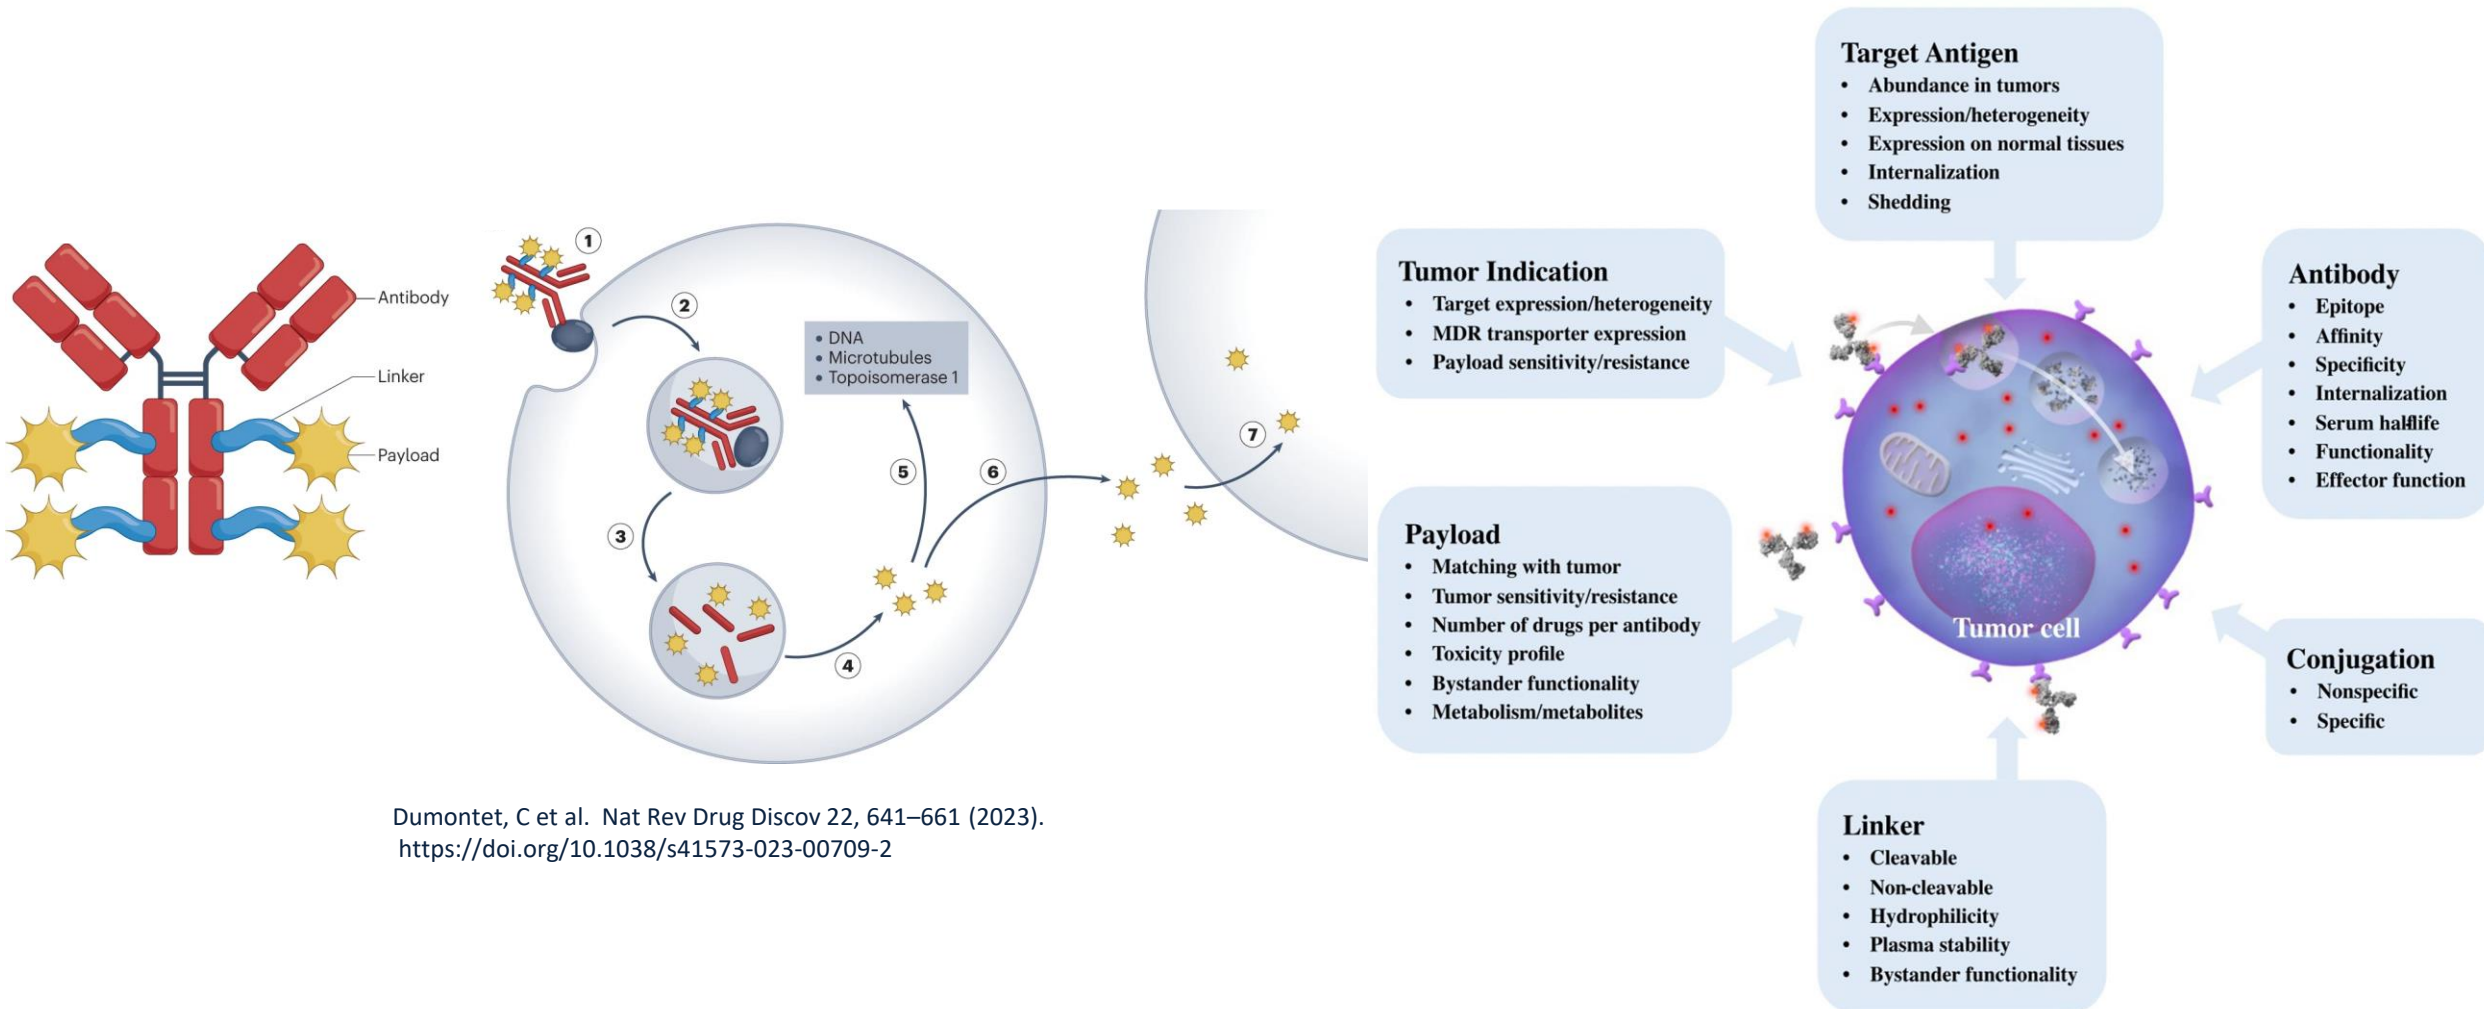 Antibody
Linker
Payload
1
2
3
4
5
6
7
• DNA
• Microtubules
• Topoisomerase 1
Dumontet, C et al. Nat Rev Drug Discov 22, 641–661 (2023).
https://doi.org/10.1038/s41573-023-00709-2
Target Antigen
• Abundance in tumors
• Expression/heterogeneity
• Expression on normal tissues
• Internalization
• Shedding
Tumor Indication
• Target expression/heterogeneity
• MDR transporter expression
• Payload sensitivity/resistance
Antibody
• Epitope
• Affinity
• Specificity
• Internalization
• Serum half-life
• Functionality
• Effector function
Payload
• Matching with tumor
• Tumor sensitivity/resistance
• Number of drugs per antibody
• Toxicity profile
• Bystander functionality
• Metabolism/metabolites
Tumor cell
Conjugation
• Nonspecific
• Specific
Linker
• Cleavable
• Non-cleavable
• Hydrophilicity
• Plasma stability
• Bystander functionality